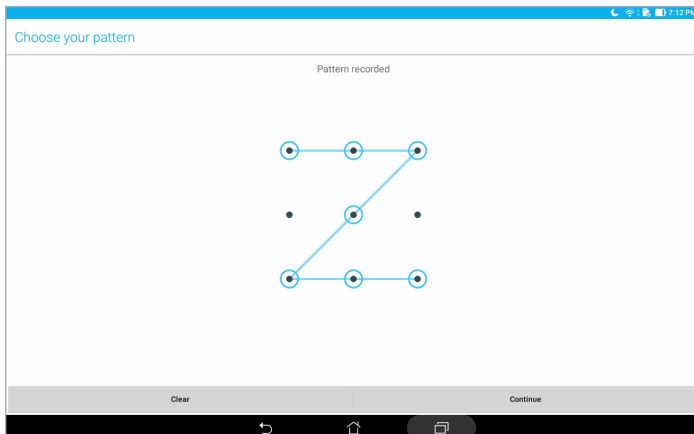 7:12 PM
Choose your pattern
Pattern recorded
Clear
Continue